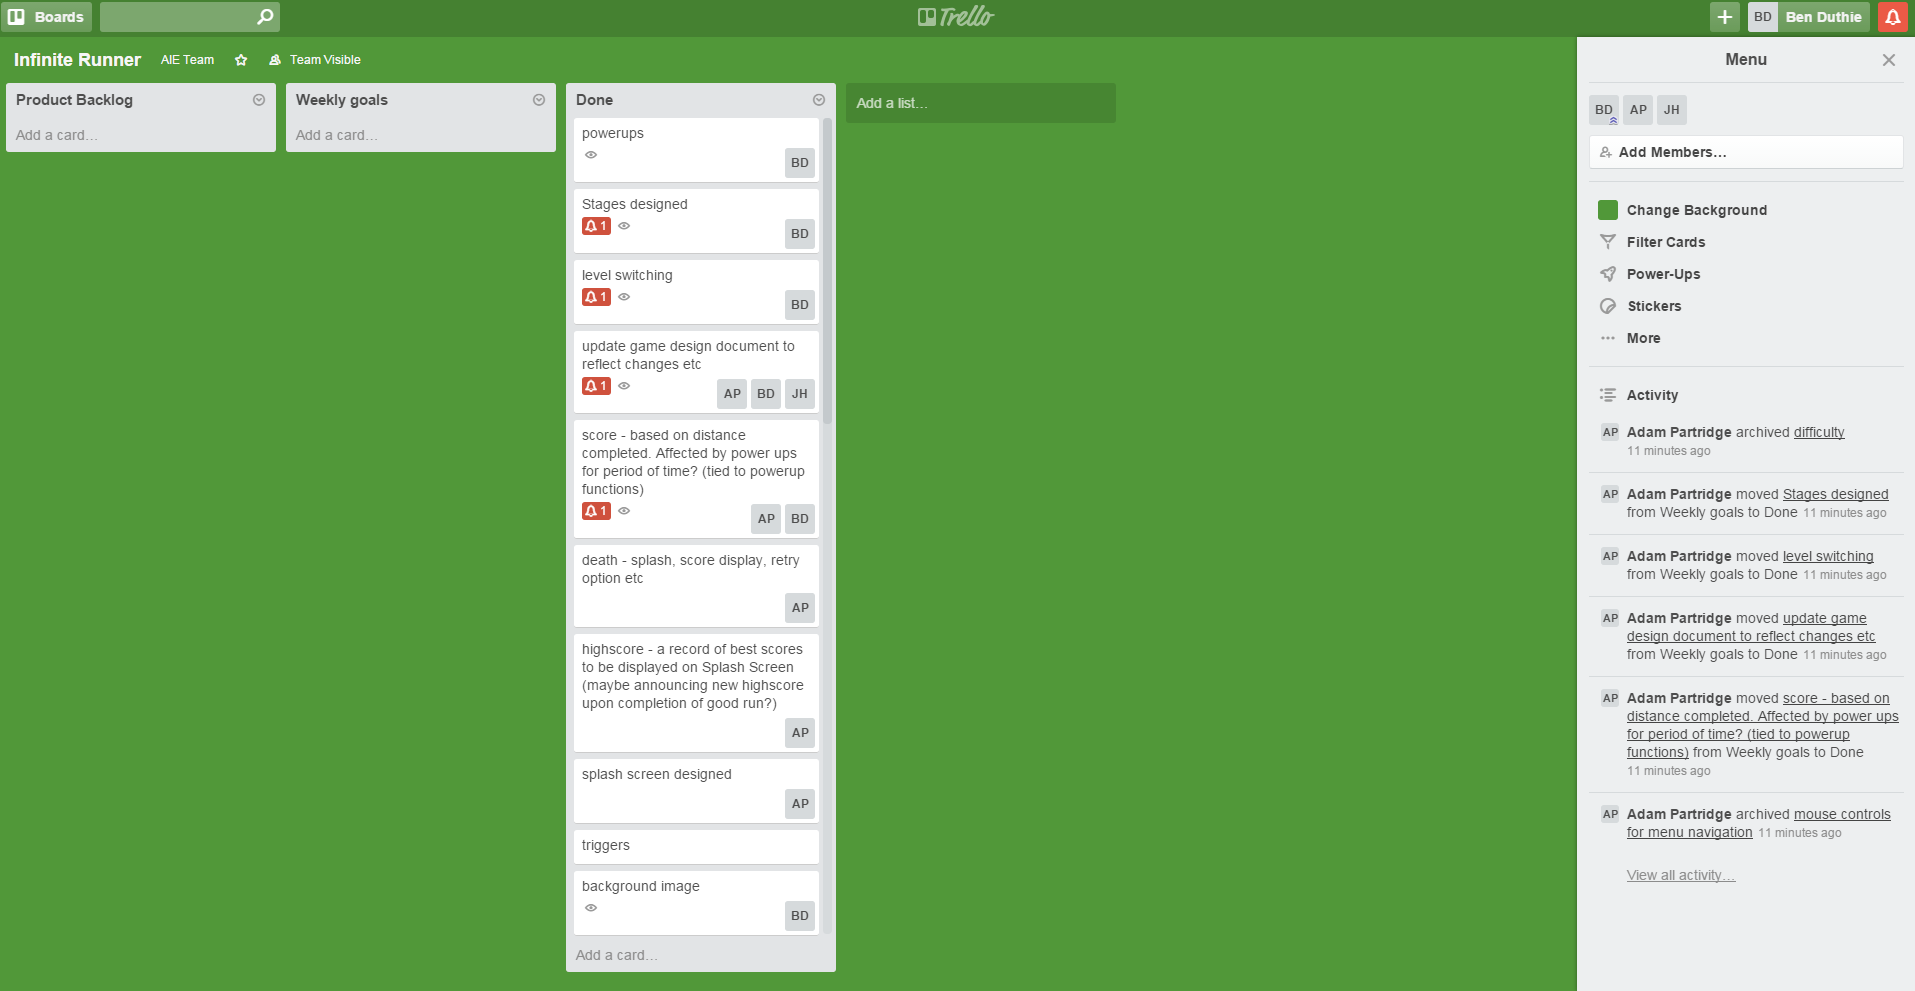 Boards
Trello
BD Ben Duthie
Infinite Runner AIE Team Team Visible
Product Backlog
Add a card…
Weekly goals
Add a card…
Done
powerups
BD
Stages designed
1
BD
level switching
1
BD
update game design document to
reflect changes etc
1
AP BD JH
score - based on distance
completed. Affected by power ups
for period of time? (tied to powerup
functions)
1
AP BD
death - splash, score display, retry
option etc
AP
highscore - a record of best scores
to be displayed on Splash Screen
(maybe announcing new highscore
upon completion of good run?)
AP
splash screen designed
AP
triggers
background image
BD
Add a card…
Add a list…
Menu
BD AP JH
Add Members…
Change Background
Filter Cards
Power-Ups
Stickers
More
Activity
AP Adam Partridge archived difficulty
11 minutes ago
AP Adam Partridge moved Stages designed
from Weekly goals to Done 11 minutes ago
AP Adam Partridge moved level switching
from Weekly goals to Done 11 minutes ago
AP Adam Partridge moved update game
design document to reflect changes etc
from Weekly goals to Done 11 minutes ago
AP Adam Partridge moved score - based on
distance completed. Affected by power ups
for period of time? (tied to powerup
functions) from Weekly goals to Done
11 minutes ago
AP Adam Partridge archived mouse controls
for menu navigation 11 minutes ago
View all activity…